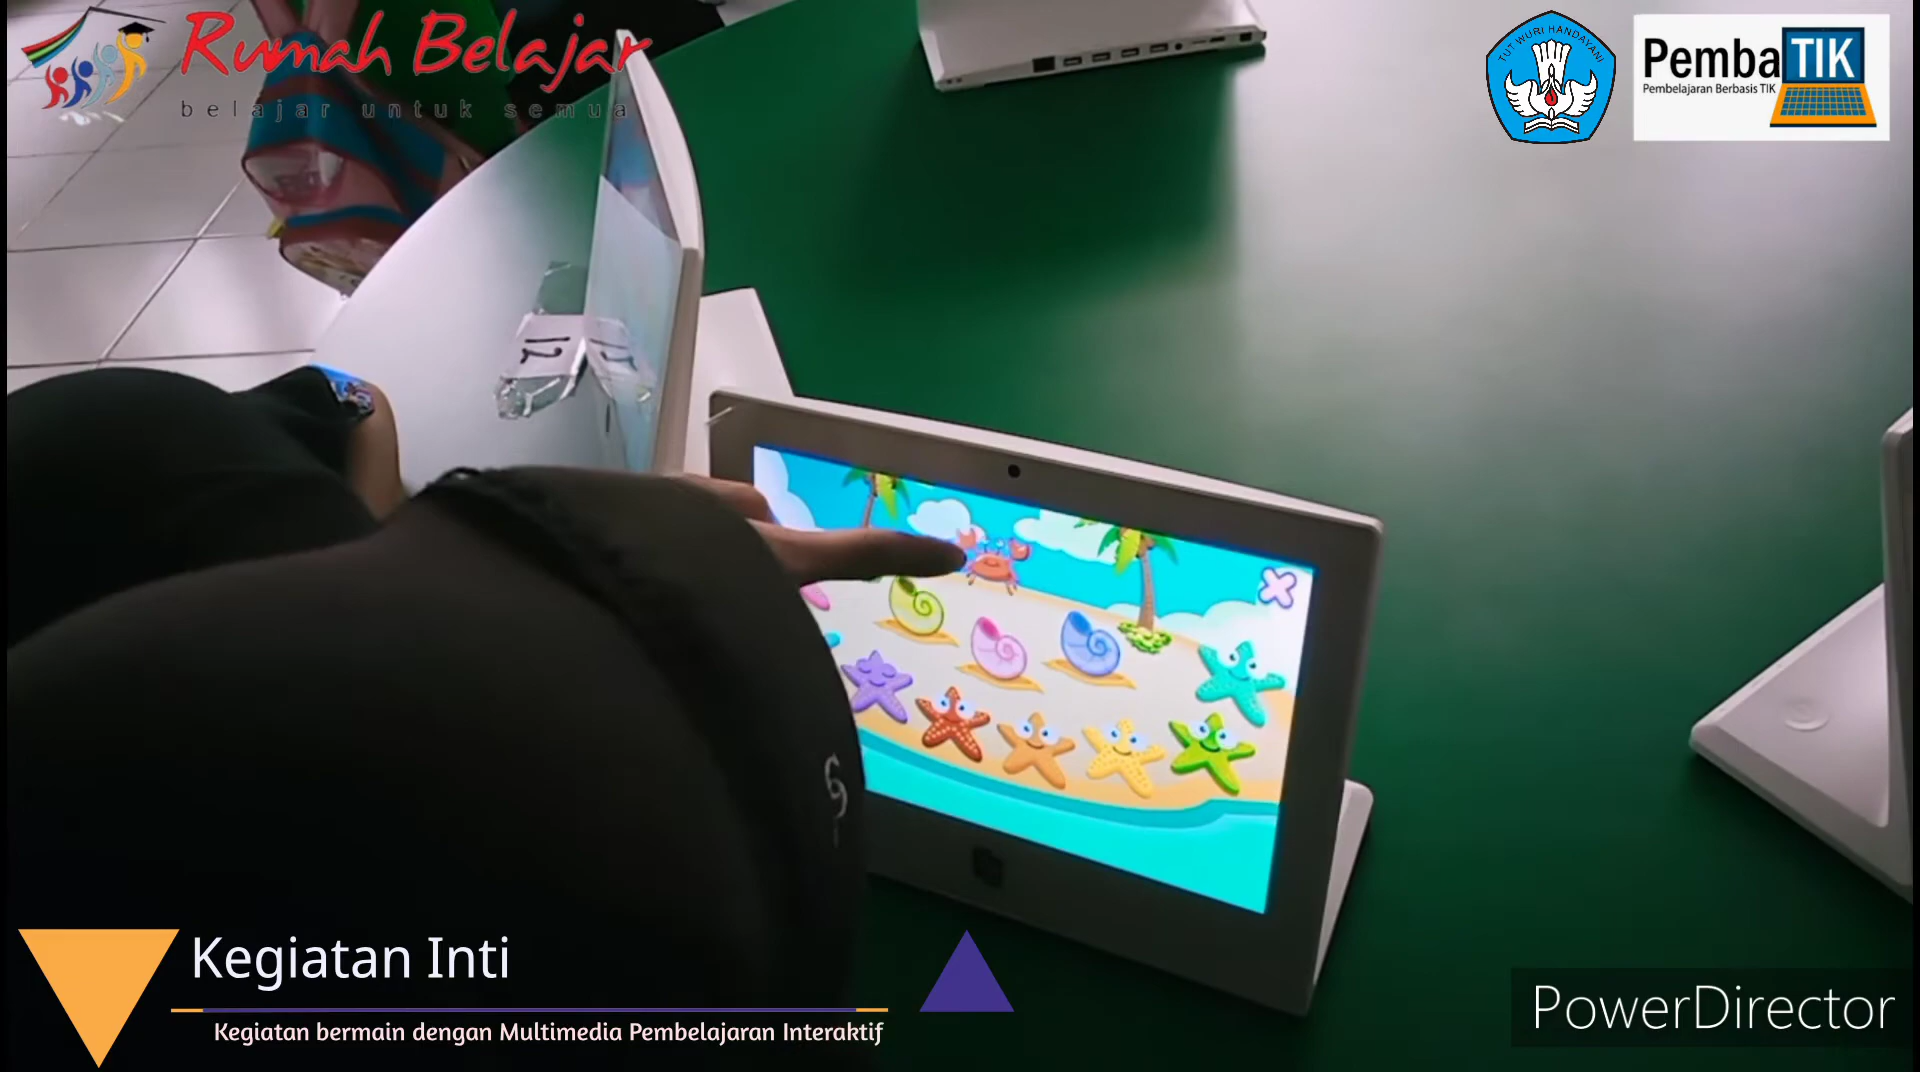 Rumah Belajar
belajar untuk semua
TUT WURI HANDAYANI
PembaTIK
Pembelajaran Berbasis TIK
12
Kegiatan Inti
Kegiatan bermain dengan Multimedia Pembelajaran Interaktif
PowerDirector